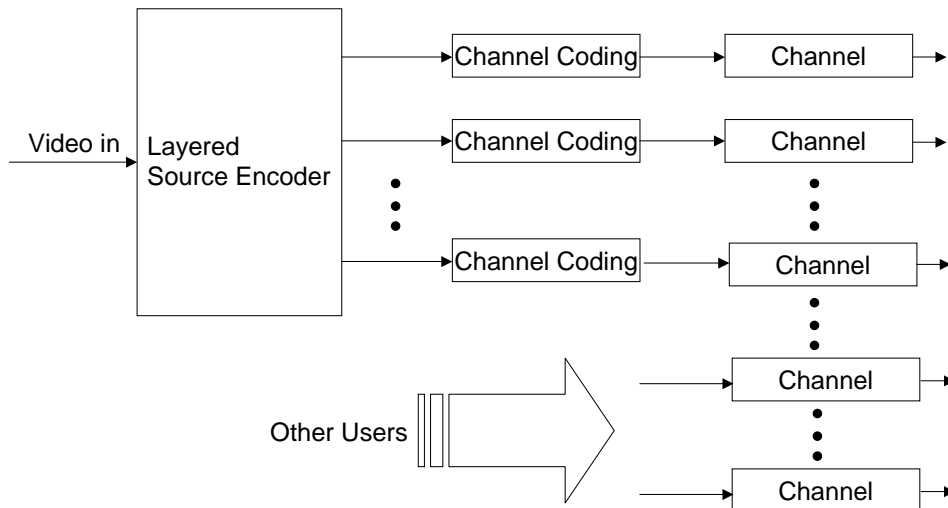 Channel Coding
Channel
Video in
Layered
Source Encoder
Channel Coding
Channel
Channel Coding
Channel
Channel
Other Users
Channel